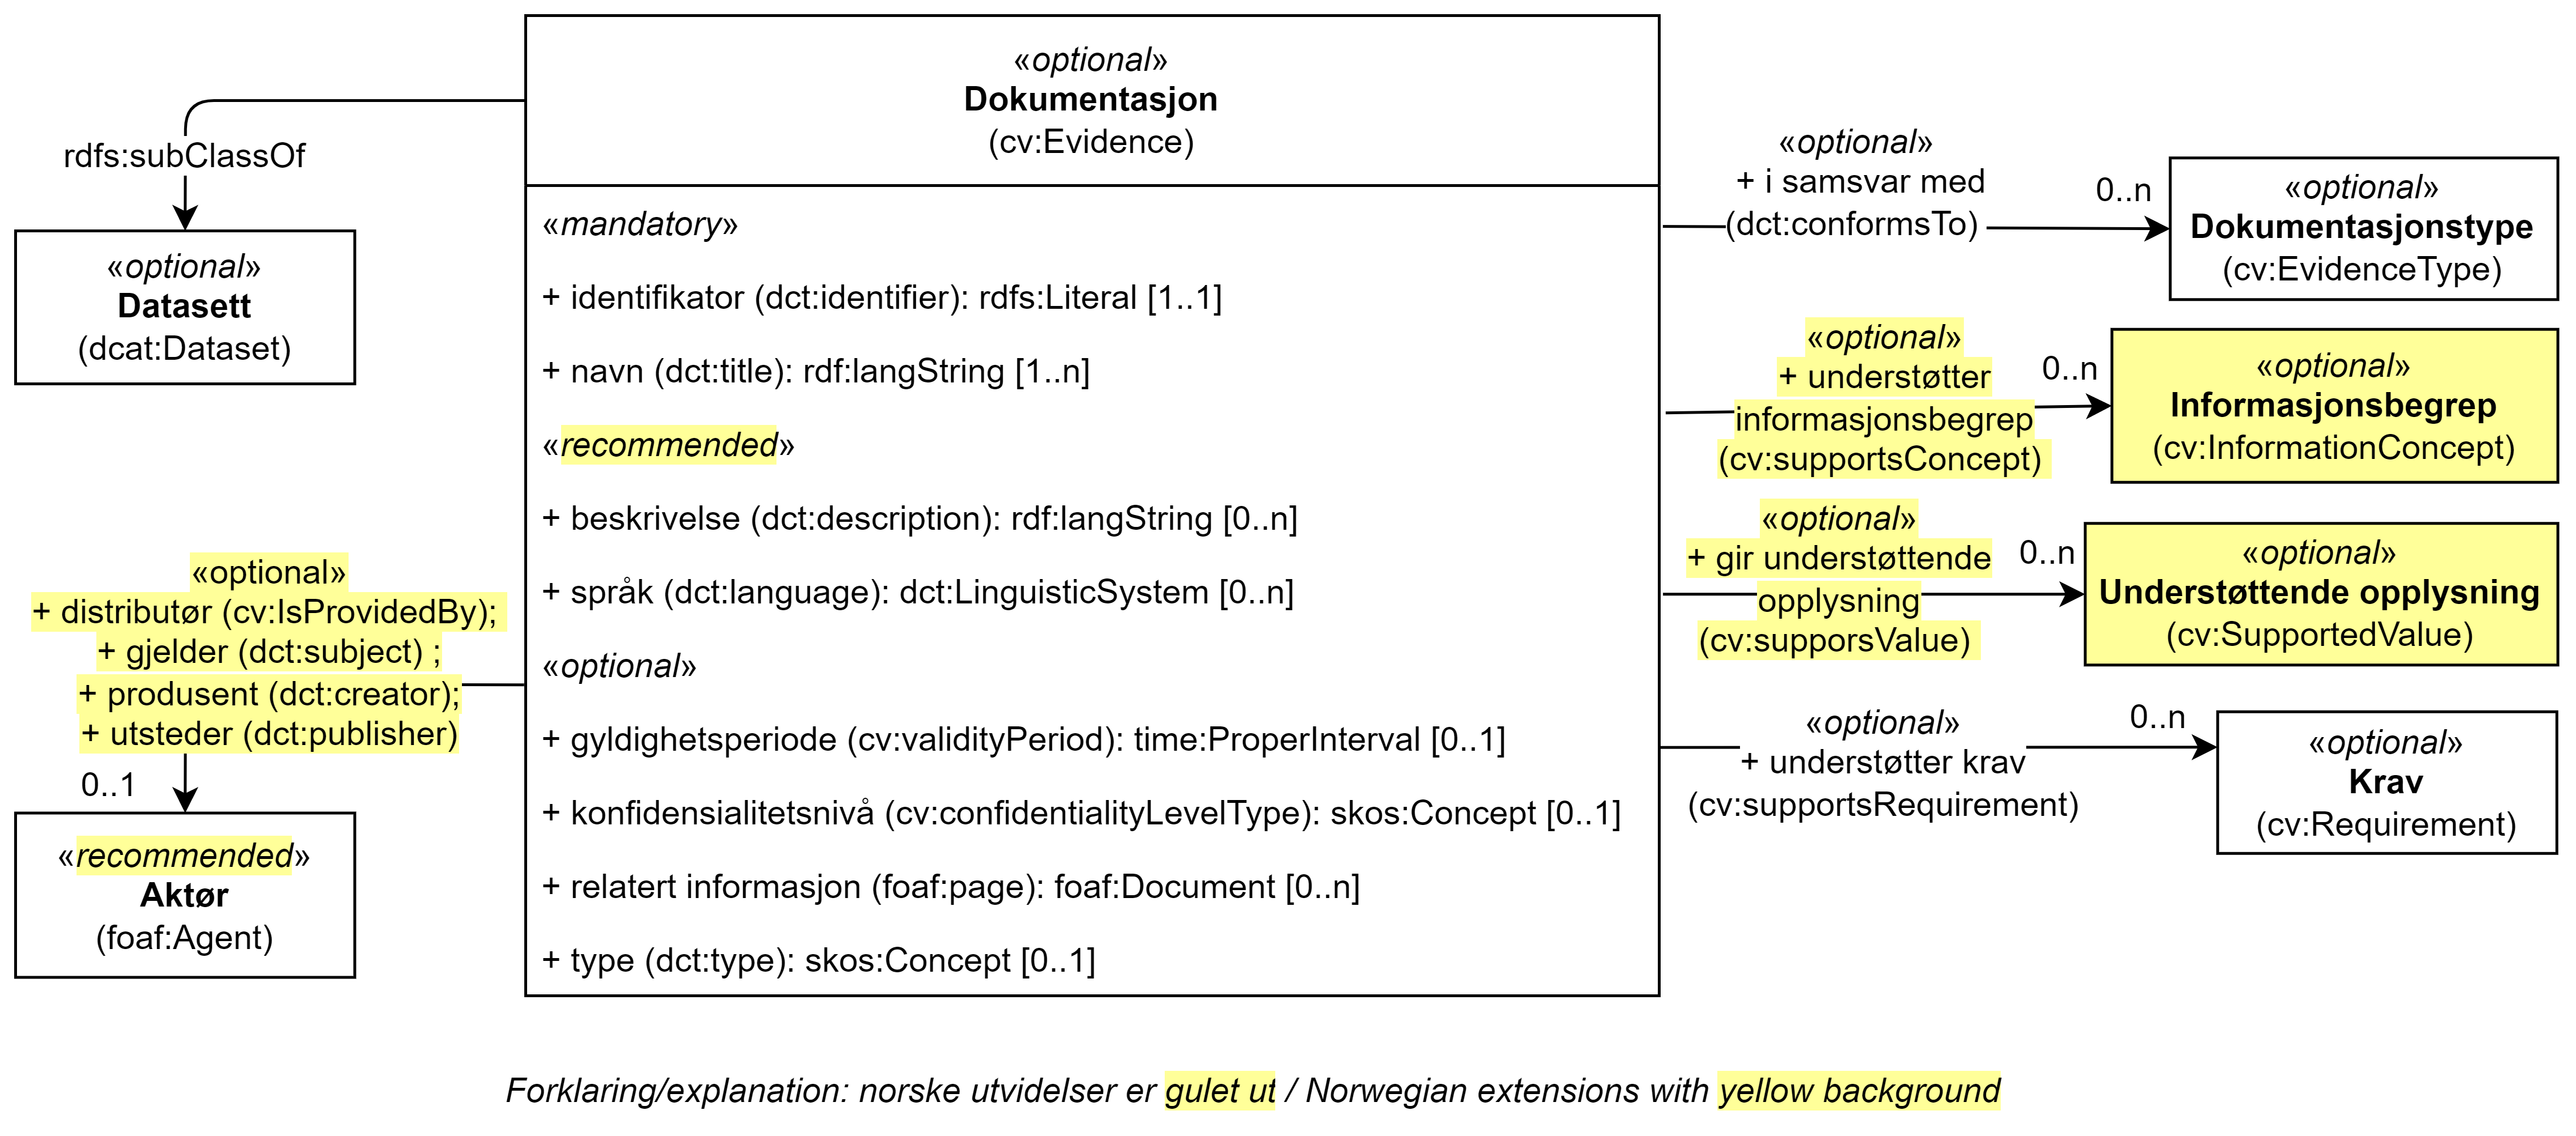 «optional»
Dokumentasjon
(cv:Evidence)
«mandatory»
+ identifikator (dct:identifier): rdfs:Literal [1..1]
+ navn (dct:title): rdf:langString [1..n]
«recommended»
+ beskrivelse (dct:description): rdf:langString [0..n]
+ språk (dct:language): dct:LinguisticSystem [0..n]
«optional»
+ gyldighetsperiode (cv:validityPeriod): time:ProperInterval [0..1]
+ konfidensialitetsnivå (cv:confidentialityLevelType): skos:Concept [0..1]
+ relatert informasjon (foaf:page): foaf:Document [0..n]
+ type (dct:type): skos:Concept [0..1]
rdfs:subClassOf
«optional»
Datasett
(dcat:Dataset)
«optional»
+ distributør (cv:IsProvidedBy);
+ gjelder (dct:subject) ;
+ produsent (dct:creator);
+ utsteder (dct:publisher)
0..1
«recommended»
Aktør
(foaf:Agent)
«optional»
+ i samsvar med
(dct:conformsTo)
0..n
«optional»
Dokumentasjonstype
(cv:EvidenceType)
«optional»
+ understøtter
informasjonsbegrep
(cv:supportsConcept)
0..n
«optional»
Informasjonsbegrep
(cv:InformationConcept)
«optional»
+ gir understøttende
opplysning
(cv:supporsValue)
0..n
«optional»
Understøttende opplysning
(cv:SupportedValue)
«optional»
+ understøtter krav
(cv:supportsRequirement)
0..n
«optional»
Krav
(cv:Requirement)
Forklaring/explanation: norske utvidelser er gulet ut / Norwegian extensions with yellow background